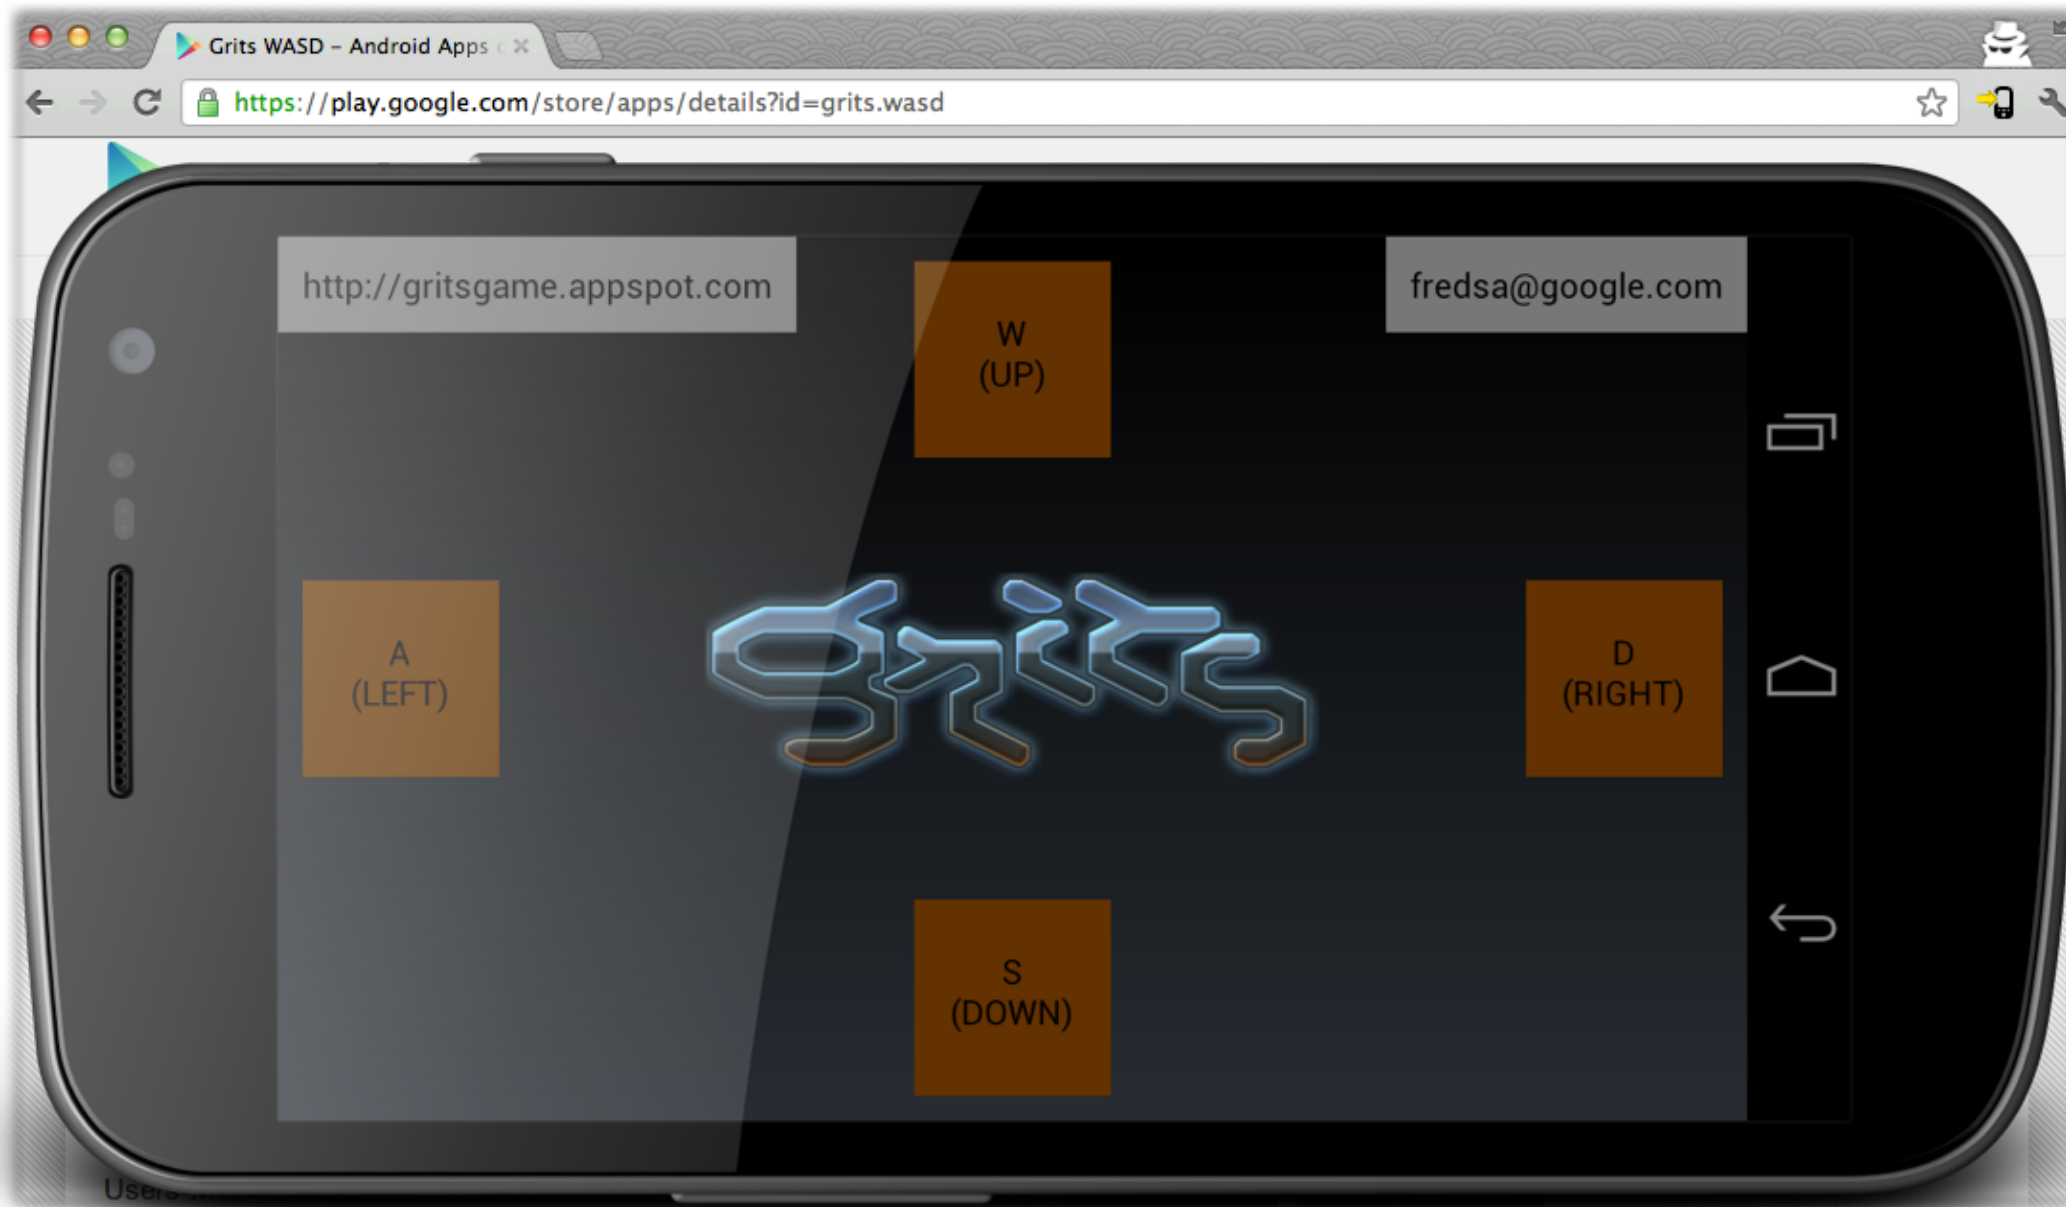 Grits WASD – Android Apps
https://play.google.com/store/apps/details?id=grits.wasd
http://gritsgame.appspot.com
fredsa@google.com
W
(UP)
A
(LEFT)
grits
D
(RIGHT)
S
(DOWN)
Users